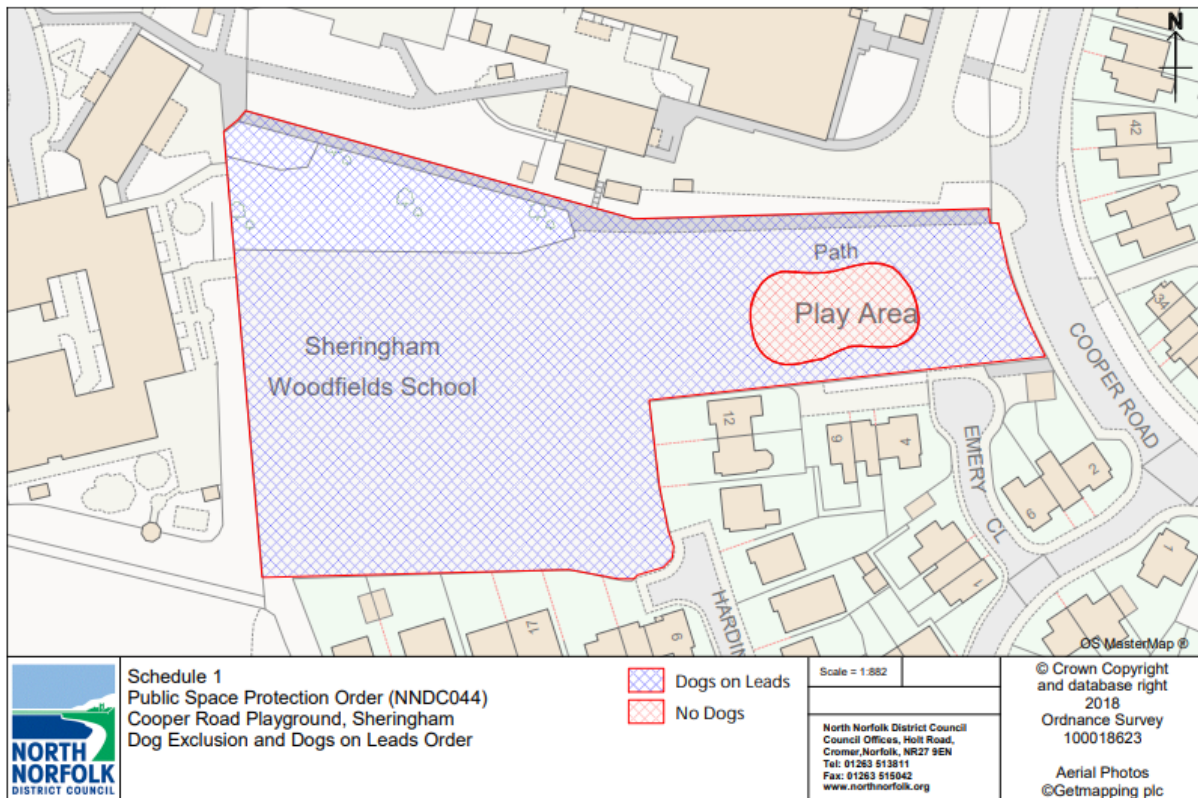 N
42
34
Path
Play Area
Sheringham
Woodfields School
COOPER ROAD
12
6
4
EMERY CL
2
9
1
1
HARDIN
17
9
OS MasterMap ®
NORTH
NORFOLK
DISTRICT COUNCIL
Schedule 1
Public Space Protection Order (NNDC044)
Cooper Road Playground, Sheringham
Dog Exclusion and Dogs on Leads Order
Dogs on Leads
No Dogs
Scale = 1:882
North Norfolk District Council
Council Offices, Holt Road,
Cromer,Norfolk, NR27 9EN
Tel: 01263 513811
Fax: 01263 515042
www.northnorfolk.org
© Crown Copyright
and database right
2018
Ordnance Survey
100018623
Aerial Photos
©Getmapping plc